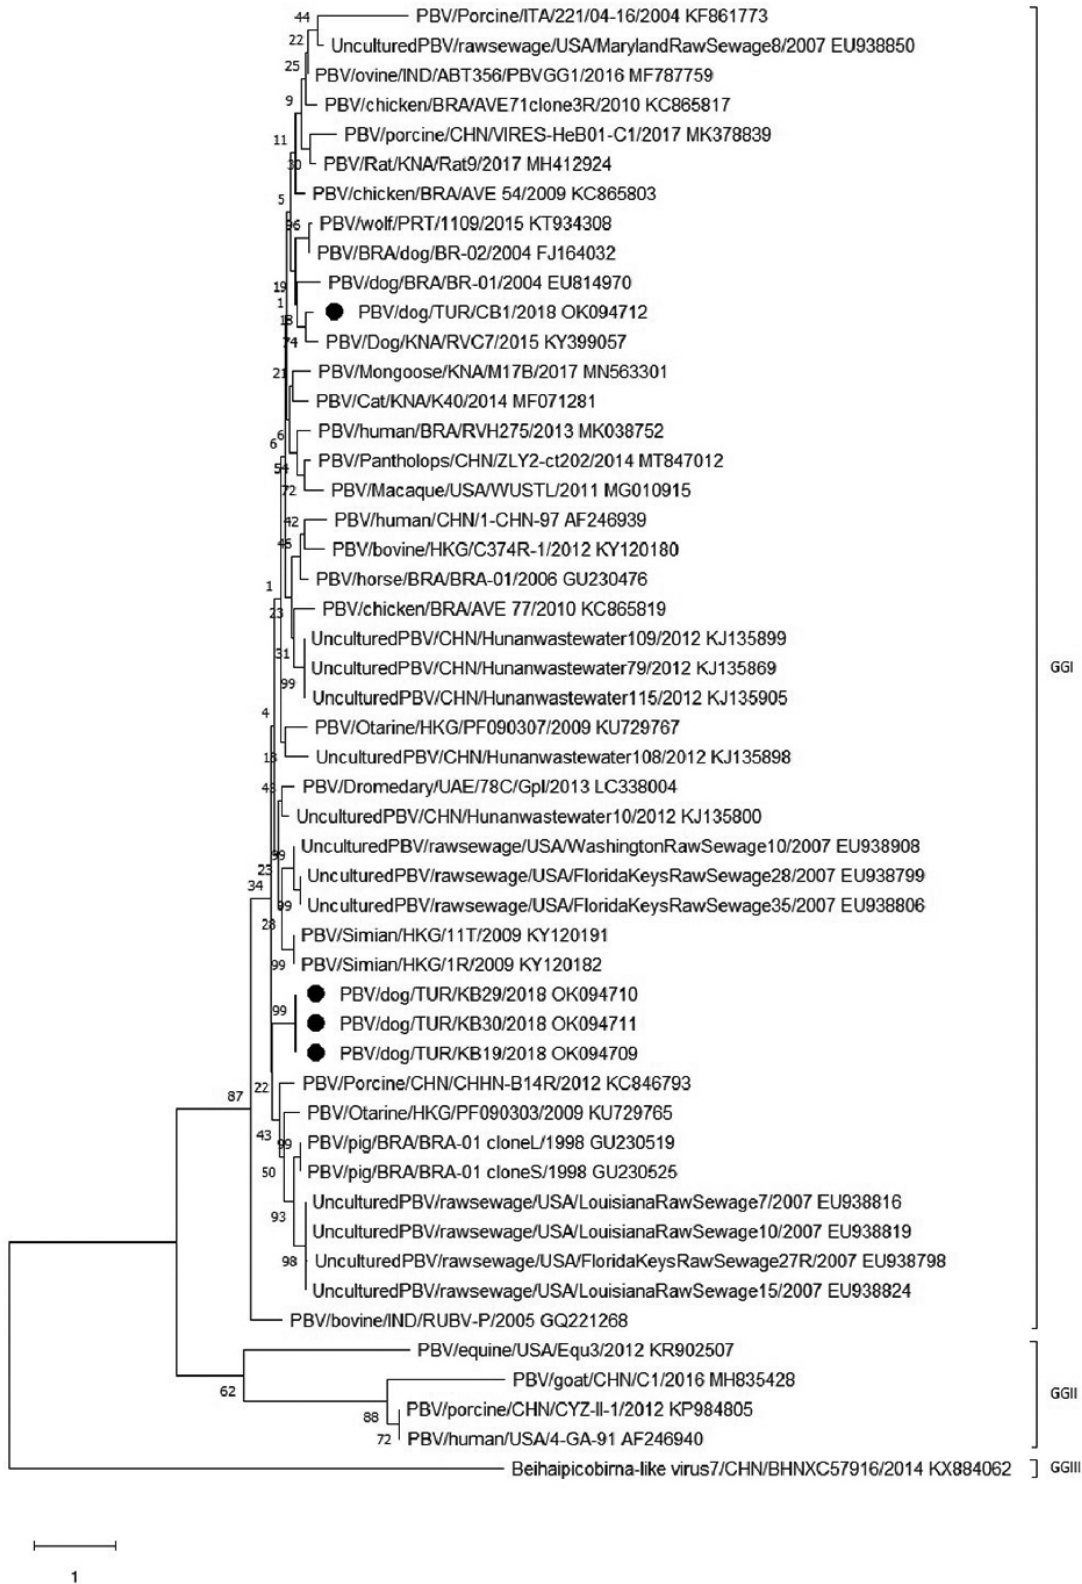 44
PBV/Porcine/ITA/221/04-16/2004 KF861773
22
UnculturedPBV/rawsewage/USA/MarylandRawSewage8/2007 EU938850
25
PBV/ovine/IND/ABT356/PBVGG1/2016 MF787759
9
PBV/chicken/BRA/AVE71clone3R/2010 KC865817
11
PBV/porcine/CHN/VIRES-HeB01-C1/2017 MK378839
30
PBV/Rat/KNA/Rat9/2017 MH412924
5
PBV/chicken/BRA/AVE 54/2009 KC865803
96
PBV/wolf/PRT/1109/2015 KT934308
PBV/BRA/dog/BR-02/2004 FJ164032
19
PBV/dog/BRA/BR-01/2004 EU814970
1
18
PBV/dog/TUR/CB1/2018 OK094712
74
PBV/Dog/KNA/RVC7/2015 KY399057
21
PBV/Mongoose/KNA/M17B/2017 MN563301
PBV/Cat/KNA/K40/2014 MF071281
6
6
PBV/human/BRA/RVH275/2013 MK038752
54
PBV/Pantholops/CHN/ZLY2-ct202/2014 MT847012
72
PBV/Macaque/USA/WUSTL/2011 MG010915
42
PBV/human/CHN/1-CHN-97 AF246939
46
PBV/bovine/HKG/C374R-1/2012 KY120180
1
PBV/horse/BRA/BRA-01/2006 GU230476
23
PBV/chicken/BRA/AVE 77/2010 KC865819
31
UnculturedPBV/CHN/Hunanwastewater109/2012 KJ135899
99
UnculturedPBV/CHN/Hunanwastewater79/2012 KJ135869
GGI
UnculturedPBV/CHN/Hunanwastewater115/2012 KJ135905
4
PBV/Otarine/HKG/PF090307/2009 KU729767
13
UnculturedPBV/CHN/Hunanwastewater108/2012 KJ135898
PBV/Dromedary/UAE/78C/Gpl/2013 LC338004
UnculturedPBV/CHN/Hunanwastewater10/2012 KJ135800
99
UnculturedPBV/rawsewage/USA/WashingtonRawSewage10/2007 EU938908
23
34
UnculturedPBV/rawsewage/USA/FloridaKeysRawSewage28/2007 EU938799
99
UnculturedPBV/rawsewage/USA/FloridaKeysRawSewage35/2007 EU938806
28
PBV/Simian/HKG/11T/2009 KY120191
99
PBV/Simian/HKG/1R/2009 KY120182
PBV/dog/TUR/KB29/2018 OK094710
99
PBV/dog/TUR/KB30/2018 OK094711
PBV/dog/TUR/KB19/2018 OK094709
87
22
PBV/Porcine/CHN/CHHN-B14R/2012 KC846793
PBV/Otarine/HKG/PF090303/2009 KU729765
43
99
PBV/pig/BRA/BRA-01 cloneL/1998 GU230519
50
PBV/pig/BRA/BRA-01 cloneS/1998 GU230525
UnculturedPBV/rawsewage/USA/LouisianaRawSewage7/2007 EU938816
93
UnculturedPBV/rawsewage/USA/LouisianaRawSewage10/2007 EU938819
98
UnculturedPBV/rawsewage/USA/FloridaKeysRawSewage27R/2007 EU938798
UnculturedPBV/rawsewage/USA/LouisianaRawSewage15/2007 EU938824
PBV/bovine/IND/RUBV-P/2005 GQ221268
PBV/equine/USA/Equ3/2012 KR902507
62
PBV/goat/CHN/C1/2016 MH835428
GGII
88
PBV/porcine/CHN/CYZ-II-1/2012 KP984805
72
PBV/human/USA/4-GA-91 AF246940
Beihaipicobirna-like virus7/CHN/BHNXC57916/2014 KX884062
GGIII
1